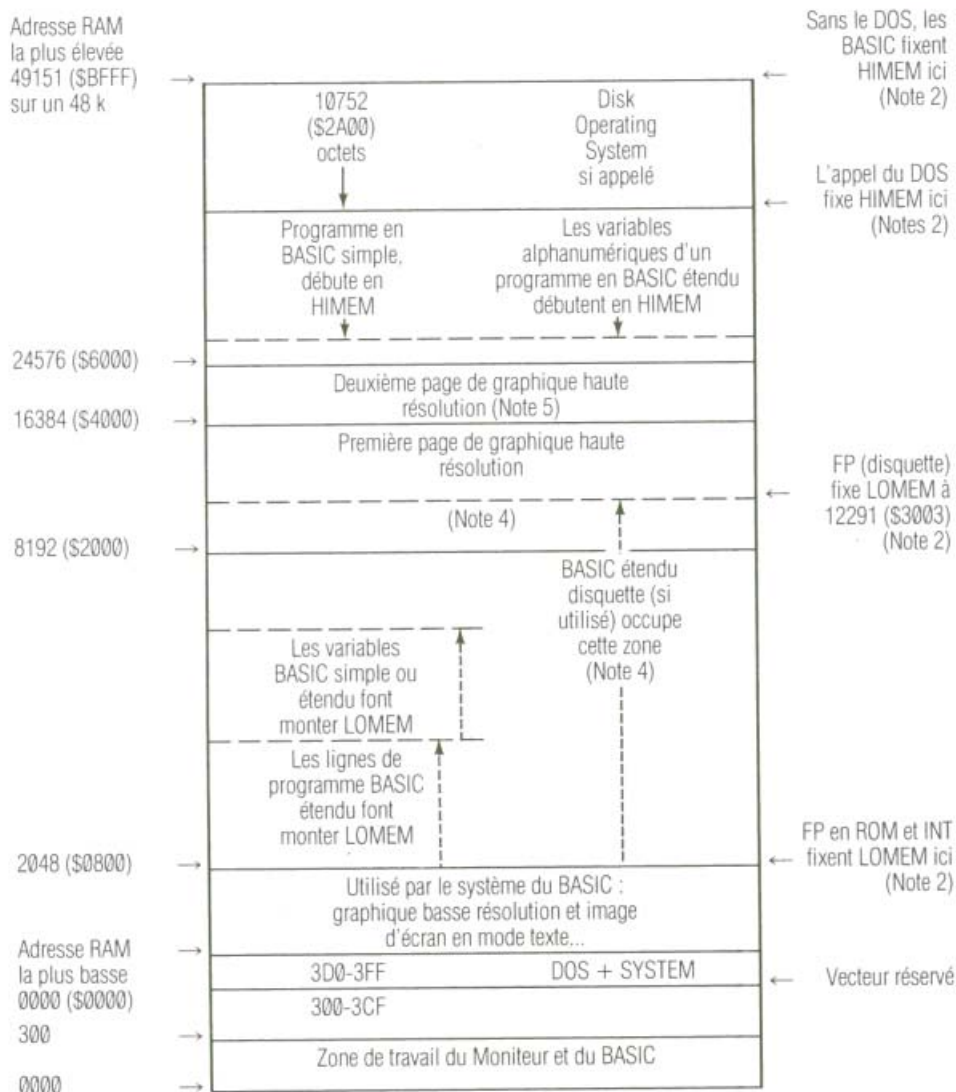 Adresse RAM
la plus élevée
49151 ($BFFF)
sur un 48 k
Sans le DOS, les
BASIC fixent
HIMEM ici
(Note 2)
10752
($2A00)
octets
Disk
Operating
System
si appelé
L'appel du DOS
fixe HIMEM ici
(Notes 2)
Programme en
BASIC simple,
débute en
HIMEM
Les variables
alphanumériques d'un
programme en BASIC étendu
débutent en HIMEM
24576 ($6000)
Deuxième page de graphique haute
résolution (Note 5)
16384 ($4000)
Première page de graphique haute
résolution
FP (disquette)
fixe LOMEM à
12291 ($3003)
(Note 2)
(Note 4)
8192 ($2000)
BASIC étendu
disquette (si
utilisé) occupe
cette zone
(Note 4)
Les variables
BASIC simple ou
étendu font
monter LOMEM
Les lignes de
programme BASIC
étendu font
monter LOMEM
2048 ($0800)
FP en ROM et INT
fixent LOMEM ici
(Note 2)
Utilisé par le système du BASIC :
graphique basse résolution et image
d'écran en mode texte...
Adresse RAM
la plus basse
0000 ($0000)
3D0-3FF
DOS + SYSTEM
Vecteur réservé
300-3CF
300
Zone de travail du Moniteur et du BASIC
0000